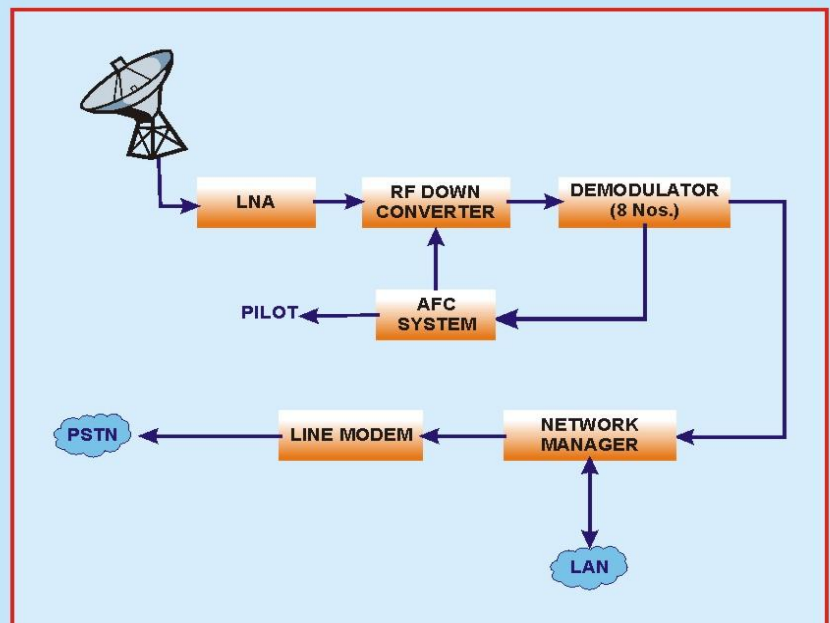 LNA
RF DOWN
CONVERTER
DEMODULATOR
(8 Nos.)
PILOT
AFC
SYSTEM
PSTN
LINE MODEM
NETWORK
MANAGER
LAN